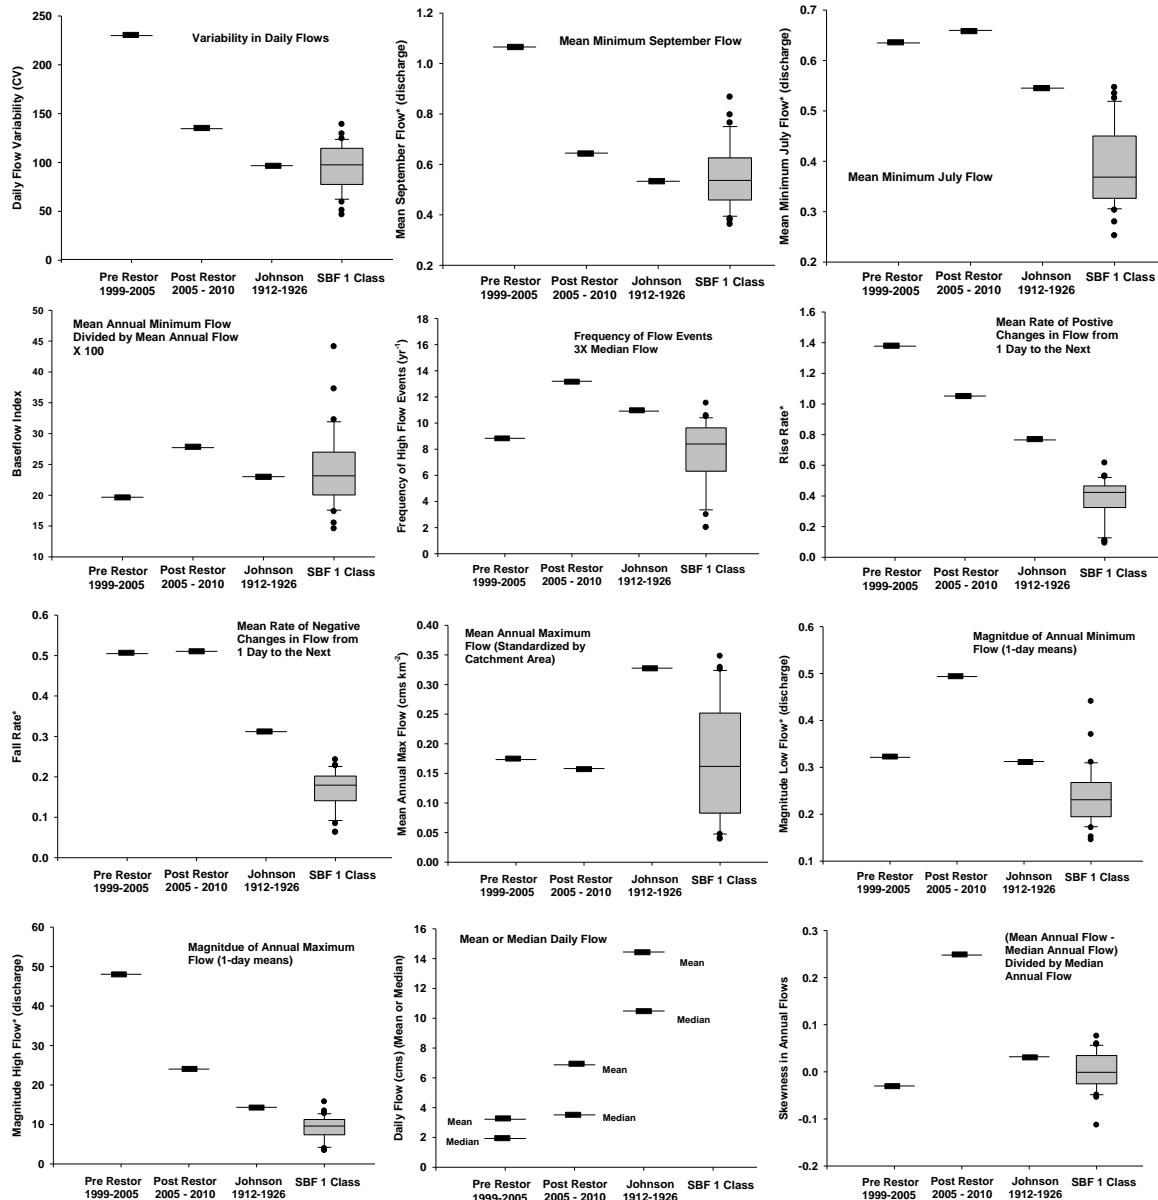 Variability in Daily Flows
Daily Flow Variability (CV)
250
200
150
100
50
0
Pre Restor
1999-2005
Post Restor
2005 - 2010
Johnson
1912-1926
SBF 1 Class
Mean Minimum September Flow
Mean September Flow* (discharge)
1.2
1.0
0.8
0.6
0.4
0.2
Pre Restor
1999-2005
Post Restor
2005 - 2010
Johnson
1912-1926
SBF 1 Class
Mean Minimum July Flow
Mean Minimum July Flow* (discharge)
0.7
0.6
0.5
0.4
0.3
0.2
Pre Restor
1999-2005
Post Restor
2005 - 2010
Johnson
1912-1926
SBF 1 Class
Mean Annual Minimum Flow
Divided by Mean Annual Flow
X 100
Baseflow Index
50
45
40
35
30
25
20
15
10
Pre Restor
1999-2005
Post Restor
2005 - 2010
Johnson
1912-1926
SBF 1 Class
Frequency of Flow Events
3X Median Flow
Frequency of High Flow Events (yr⁻¹)
18
16
14
12
10
8
6
4
2
0
Pre Restor
1999-2005
Post Restor
2005 - 2010
Johnson
1912-1926
SBF 1 Class
Mean Rate of Postive
Changes in Flow from
1 Day to the Next
Rise Rate*
1.6
1.4
1.2
1.0
0.8
0.6
0.4
0.2
0.0
Pre Restor
1999-2005
Post Restor
2005 - 2010
Johnson
1912-1926
SBF 1 Class
Mean Rate of Negative
Changes in Flow from
1 Day to the Next
Fall Rate*
0.6
0.5
0.4
0.3
0.2
0.1
0.0
Pre Restor
1999-2005
Post Restor
2005 - 2010
Johnson
1912-1926
SBF 1 Class
Mean Annual Maximum
Flow (Standardized by
Catchment Area)
Mean Annual Max Flow (cms km⁻²)
0.40
0.35
0.30
0.25
0.20
0.15
0.10
0.05
0.00
Pre Restor
1999-2005
Post Restor
2005 - 2010
Johnson
1912-1926
SBF 1 Class
Magnitdue of Annual Minimum
Flow (1-day means)
Magnitude Low Flow* (discharge)
0.6
0.5
0.4
0.3
0.2
0.1
Pre Restor
1999-2005
Post Restor
2005 - 2010
Johnson
1912-1926
SBF 1 Class
Magnitdue of Annual Maximum
Flow (1-day means)
Magnitude High Flow* (discharge)
60
50
40
30
20
10
0
Pre Restor
1999-2005
Post Restor
2005 - 2010
Johnson
1912-1926
SBF 1 Class
Mean or Median Daily Flow
Daily Flow (cms) (Mean or Median)
16
14
12
10
8
6
4
2
0
Mean
Median
Mean
Median
Mean
Median
Pre Restor
1999-2005
Post Restor
2005 - 2010
Johnson
1912-1926
SBF 1 Class
(Mean Annual Flow -
Median Annual Flow)
Divided by Median
Annual Flow
Skewness in Annual Flows
0.3
0.2
0.1
0.0
-0.1
-0.2
Pre Restor
1999-2005
Post Restor
2005 - 2010
Johnson
1912-1926
SBF 1 Class